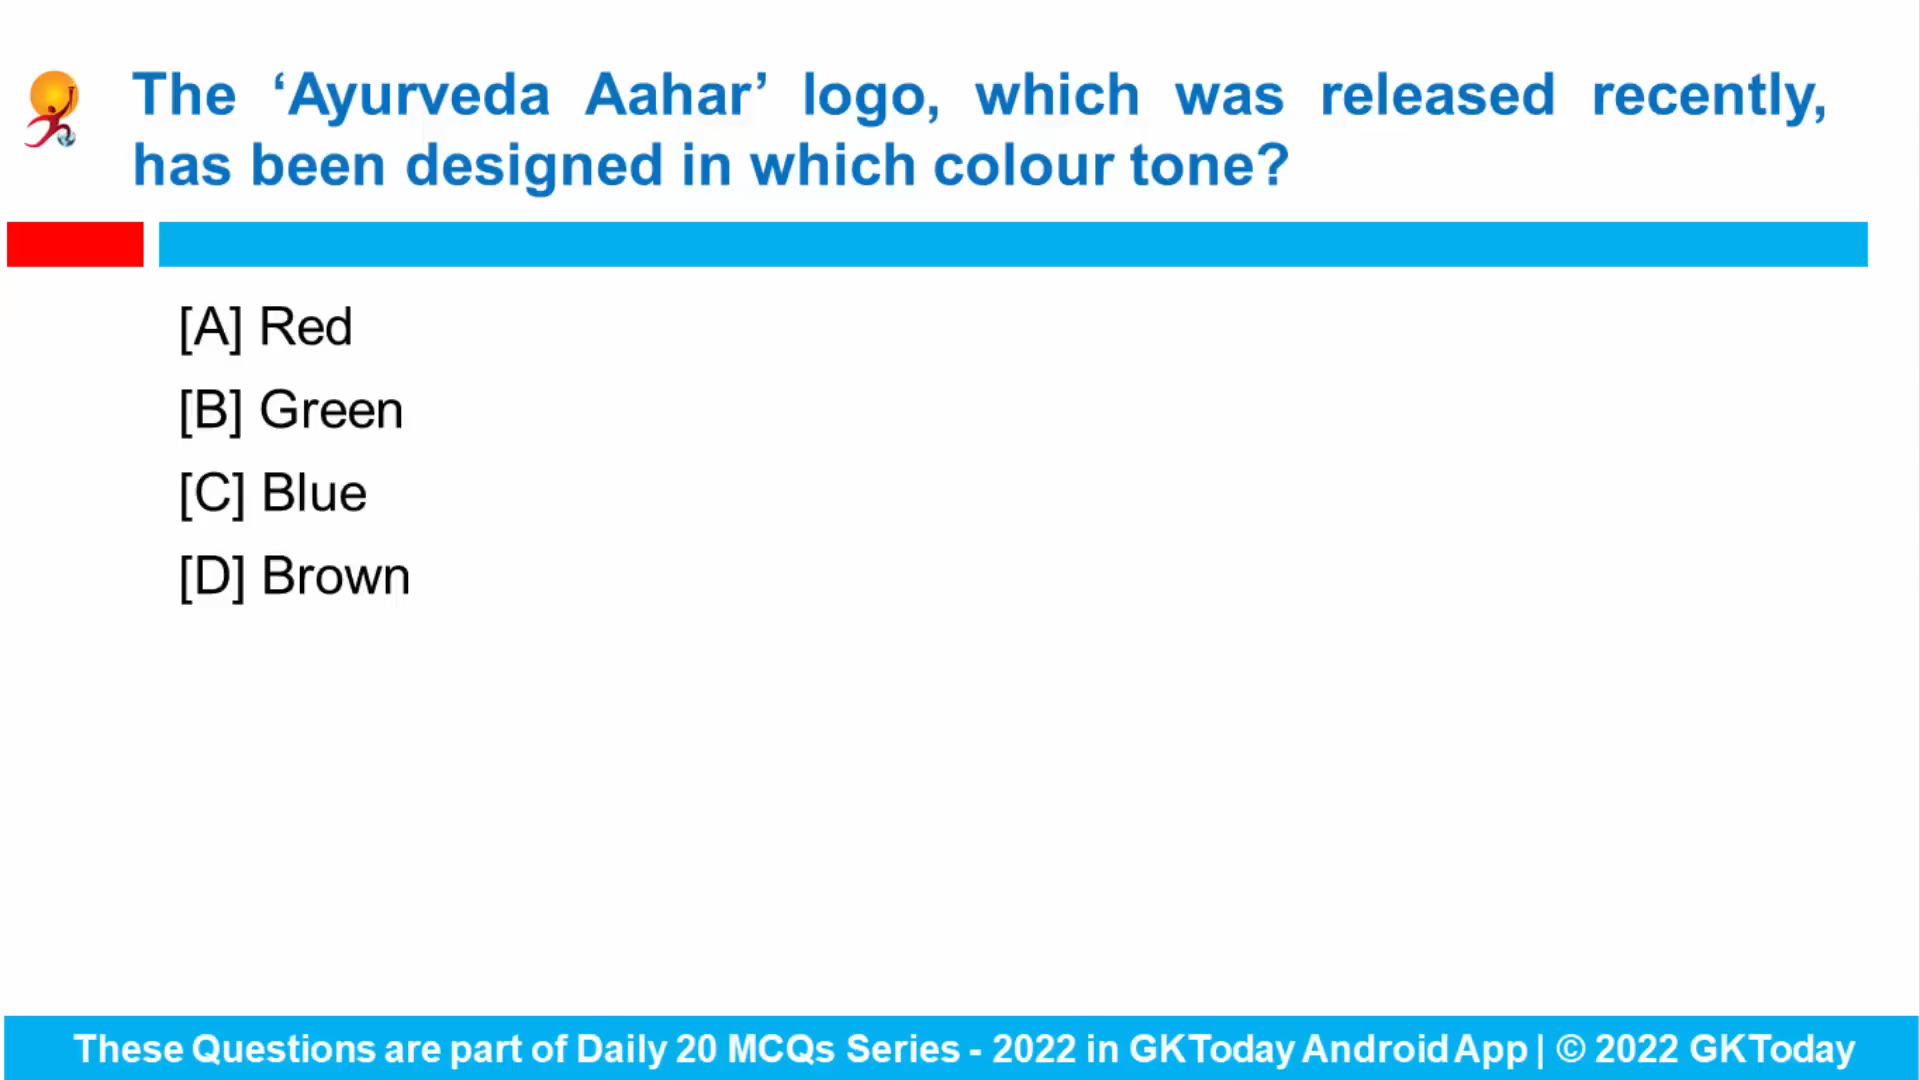 The ‘Ayurveda Aahar’ logo, which was released recently,
has been designed in which colour tone?
[A] Red
[B] Green
[C] Blue
[D] Brown
These Questions are part of Daily 20 MCQs Series - 2022 in GKToday Android App | © 2022 GKToday